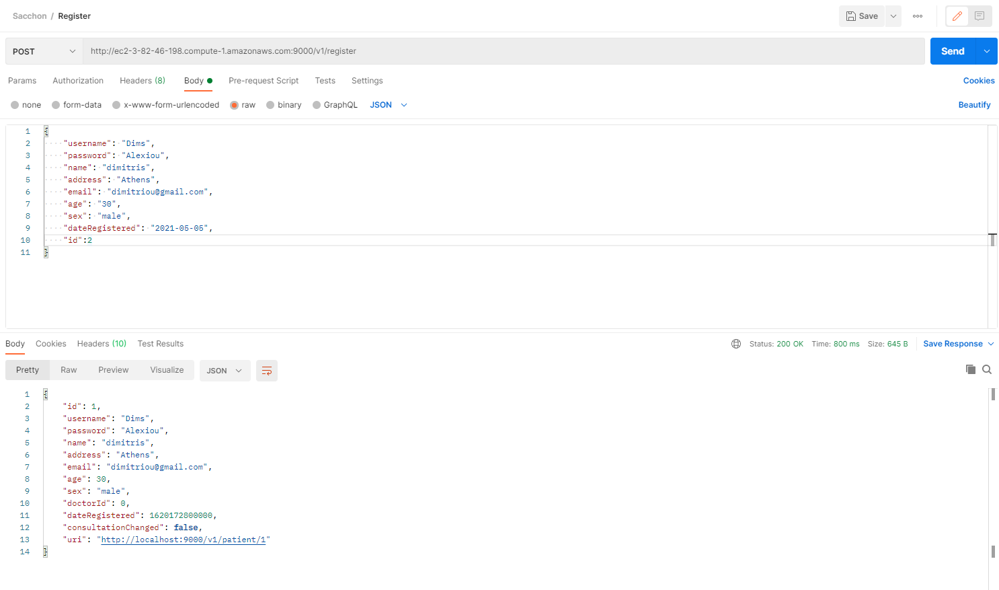 Sacchon / Register
Save
POST
http://ec2-3-82-46-198.compute-1.amazonaws.com:9000/v1/register
Send
Params Authorization Headers (8) Body Pre-request Script Tests Settings Cookies
none form-data x-www-form-urlencoded raw binary GraphQL JSON Beautify
1 {
2 "username": "Dims",
3 "password": "Alexiou",
4 "name": "dimitris",
5 "address": "Athens",
6 "email": "dimitriou@gmail.com",
7 "age": "30",
8 "sex": "male",
9 "dateRegistered": "2021-05-05",
10 "id":2
11 }
Body Cookies Headers (10) Test Results Status: 200 OK Time: 800 ms Size: 645 B Save Response
Pretty Raw Preview Visualize JSON
1 {
2 "id": 1,
3 "username": "Dims",
4 "password": "Alexiou",
5 "name": "dimitris",
6 "address": "Athens",
7 "email": "dimitriou@gmail.com",
8 "age": 30,
9 "sex": "male",
10 "doctorId": 0,
11 "dateRegistered": 1620172800000,
12 "consultationChanged": false,
13 "uri": "http://localhost:9000/v1/patient/1"
14 }